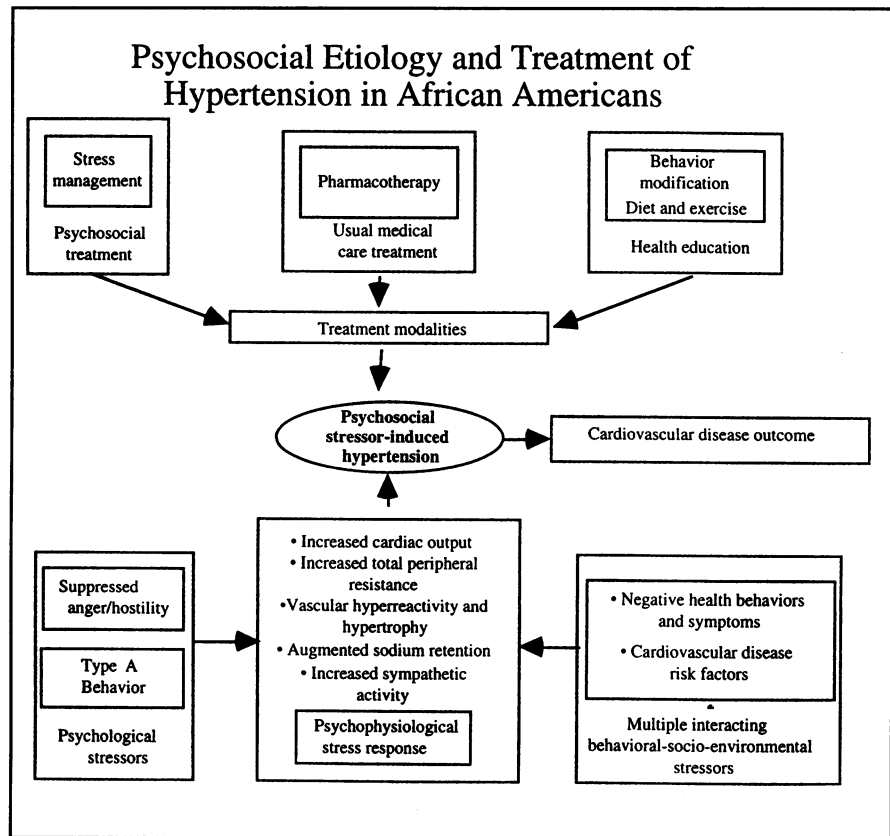 Psychosocial Etiology and Treatment of
Hypertension in African Americans
Stress
management
Psychosocial
treatment
Pharmacotherapy
Usual medical
care treatment
Behavior
modification
Diet and exercise
Health education
Treatment modalities
Psychosocial
stressor-induced
hypertension
Cardiovascular disease outcome
Suppressed
anger/hostility
Type A
Behavior
Psychological
stressors
• Increased cardiac output
• Increased total peripheral
resistance
•Vascular hyperreactivity and
hypertrophy
• Augmented sodium retention
• Increased sympathetic
activity
Psychophysiological
stress response
• Negative health behaviors
and symptoms
• Cardiovascular disease
risk factors
Multiple interacting
behavioral-socio-environmental
stressors